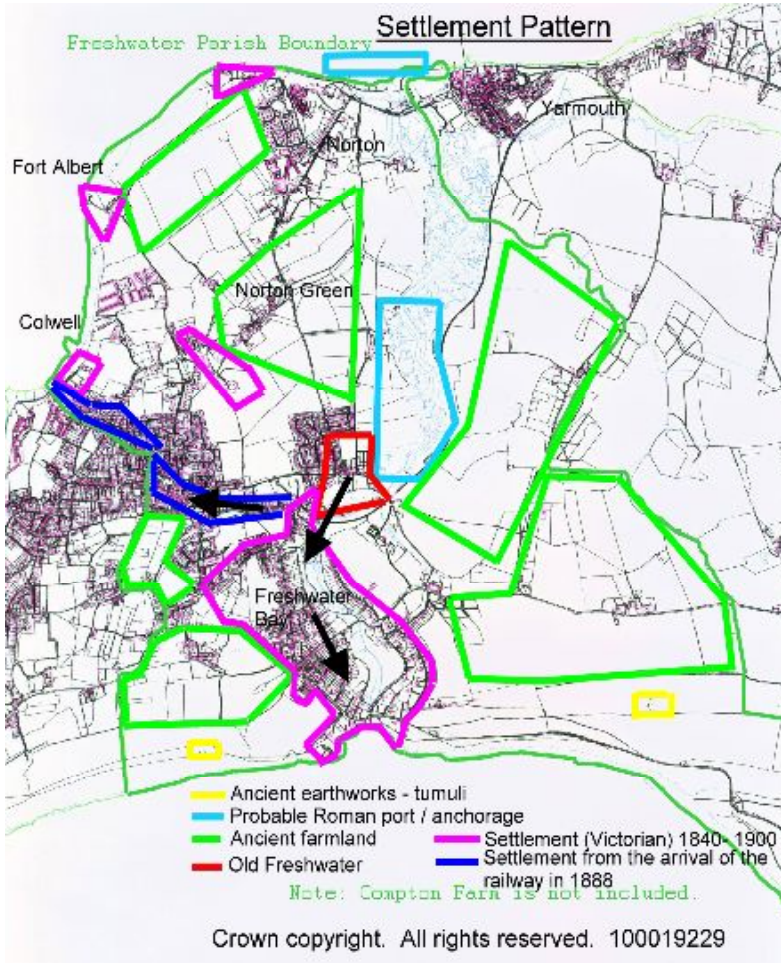 Settlement Pattern
Freshwater Parish Boundary
Yarmouth
Norton
Fort Albert
Norton Green
Colwell
Freshwater
Bay
Ancient earthworks - tumuli
Probable Roman port / anchorage
Ancient farmland
Settlement (Victorian) 1840- 1900
Old Freshwater
Settlement from the arrival of the
railway in 1888
Note: Compton Farm is not included.
Crown copyright. All rights reserved. 100019229